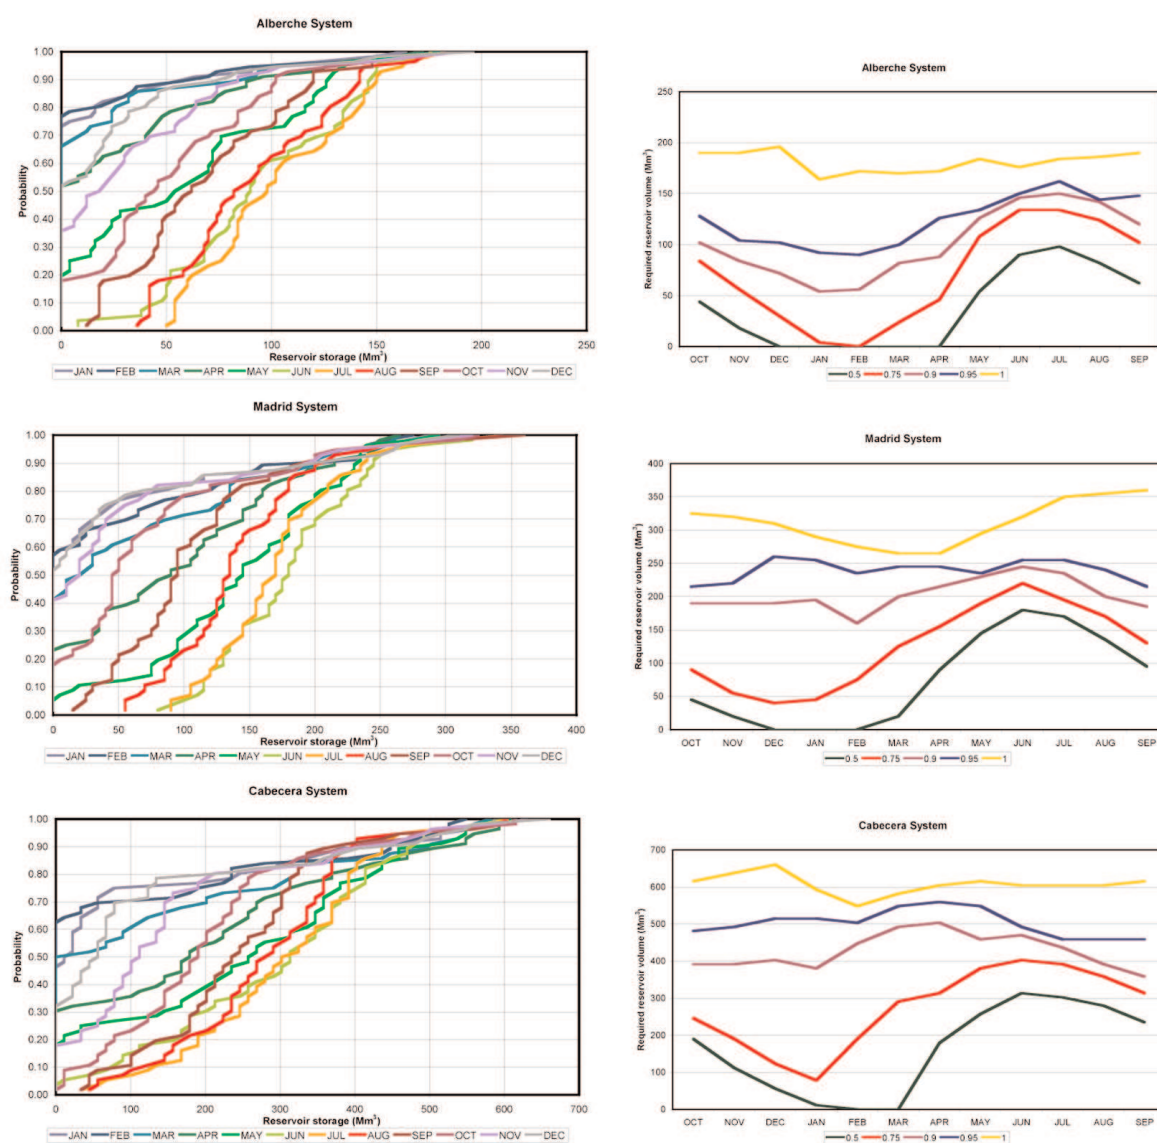 Alberche System
Probability
1.00
0.90
0.80
0.70
0.60
0.50
0.40
0.30
0.20
0.10
0.00
0 50 100 150 200 250
Reservoir storage (Mm³)
JAN FEB MAR APR MAY JUN JUL AUG SEP OCT NOV DEC
Alberche System
Required reservoir volume (Mm³)
250
200
150
100
50
0
OCT NOV DEC JAN FEB MAR APR MAY JUN JUL AUG SEP
0.5 0.75 0.9 0.95 1
Madrid System
Probability
1.00
0.90
0.80
0.70
0.60
0.50
0.40
0.30
0.20
0.10
0.00
0 50 100 150 200 250 300 350 400
Reservoir storage (Mm³)
JAN FEB MAR APR MAY JUN JUL AUG SEP OCT NOV DEC
Madrid System
Required reservoir volume (Mm³)
400
350
300
250
200
150
100
50
0
OCT NOV DEC JAN FEB MAR APR MAY JUN JUL AUG SEP
0.5 0.75 0.9 0.95 1
Cabecera System
Probability
1.00
0.90
0.80
0.70
0.60
0.50
0.40
0.30
0.20
0.10
0.00
0 100 200 300 400 500 600 700
Reservoir storage (Mm³)
JAN FEB MAR APR MAY JUN JUL AUG SEP OCT NOV DEC
Cabecera System
Required reservoir volume (Mm³)
700
600
500
400
300
200
100
0
OCT NOV DEC JAN FEB MAR APR MAY JUN JUL AUG SEP
0.5 0.75 0.9 0.95 1